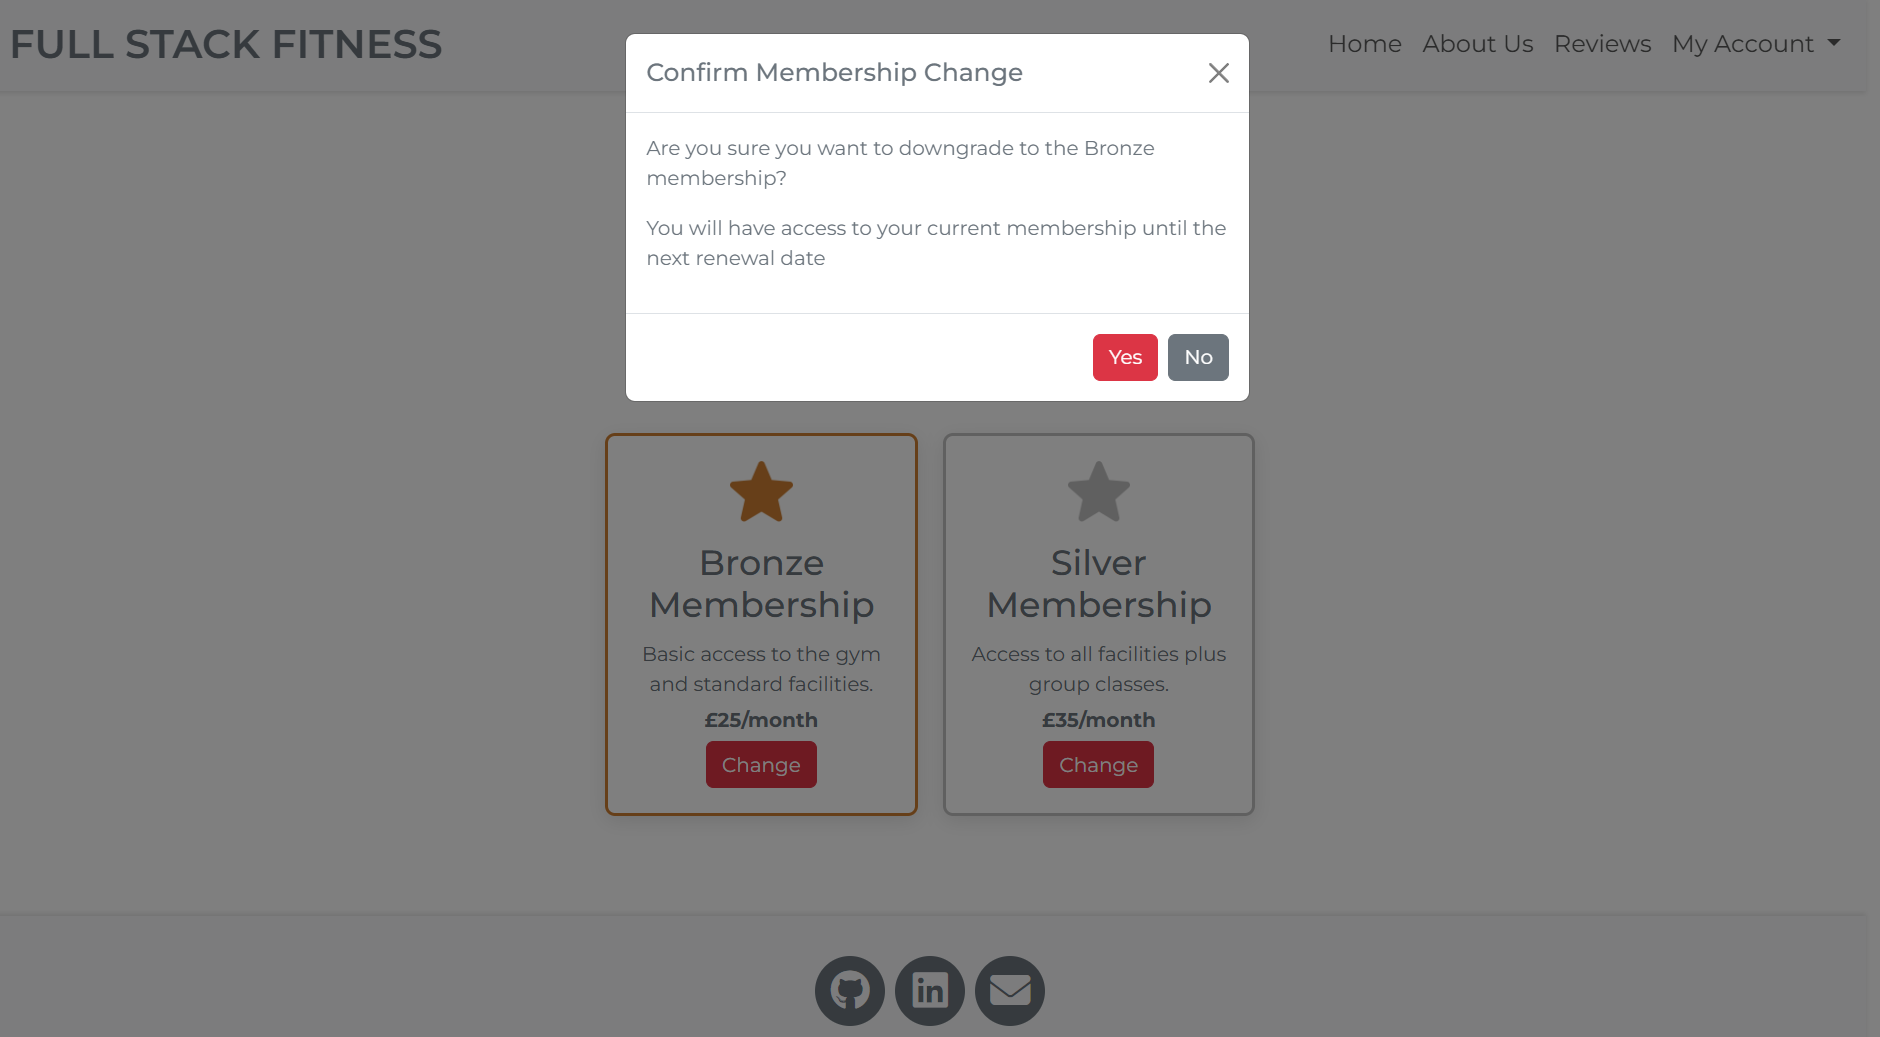 FULL STACK FITNESS
Home About Us Reviews My Account
Confirm Membership Change
Are you sure you want to downgrade to the Bronze
membership?
You will have access to your current membership until the
next renewal date
Yes No
Bronze
Membership
Basic access to the gym
and standard facilities.
£25/month
Change
Silver
Membership
Access to all facilities plus
group classes.
£35/month
Change
in